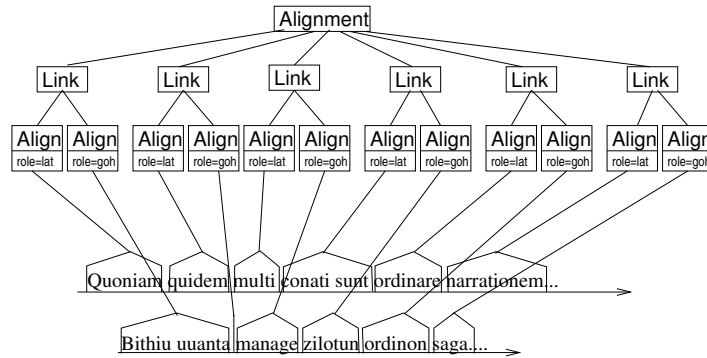 Alignment
Link Link Link Link Link Link
Align Align Align Align Align Align Align Align Align Align Align Align
role=lat role=goh role=lat role=goh role=lat role=goh role=lat role=goh role=lat role=goh role=lat role=goh
Quoniam quidem multi conati sunt ordinare narrationem...
Bithiu uuanta manage zilotun ordinon saga....